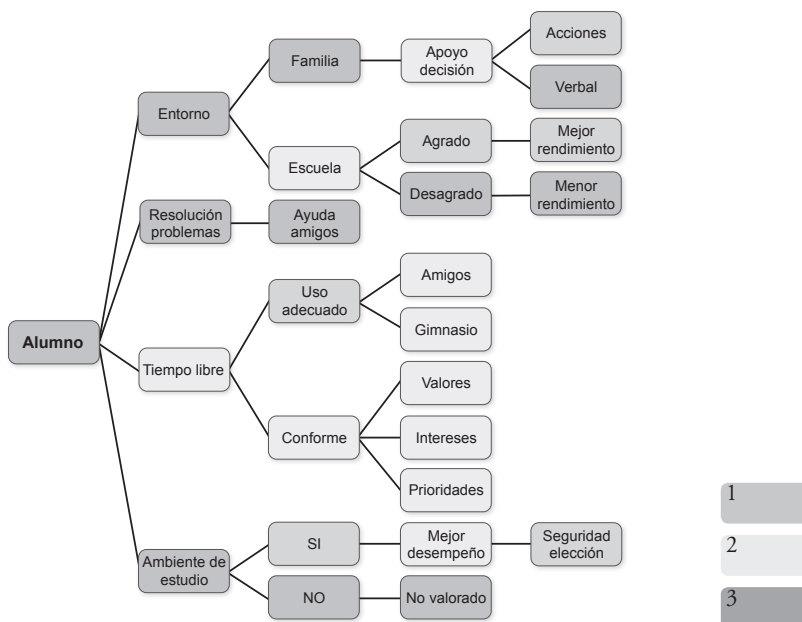 Alumno
Entorno
Familia
Apoyo
decisión
Acciones
Verbal
Escuela
Agrado
Mejor
rendimiento
Desagrado
Menor
rendimiento
Resolución
problemas
Ayuda
amigos
Tiempo libre
Uso
adecuado
Amigos
Gimnasio
Conforme
Valores
Intereses
Prioridades
Ambiente de
estudio
SI
Mejor
desempeño
Seguridad
elección
NO
No valorado
1
2
3